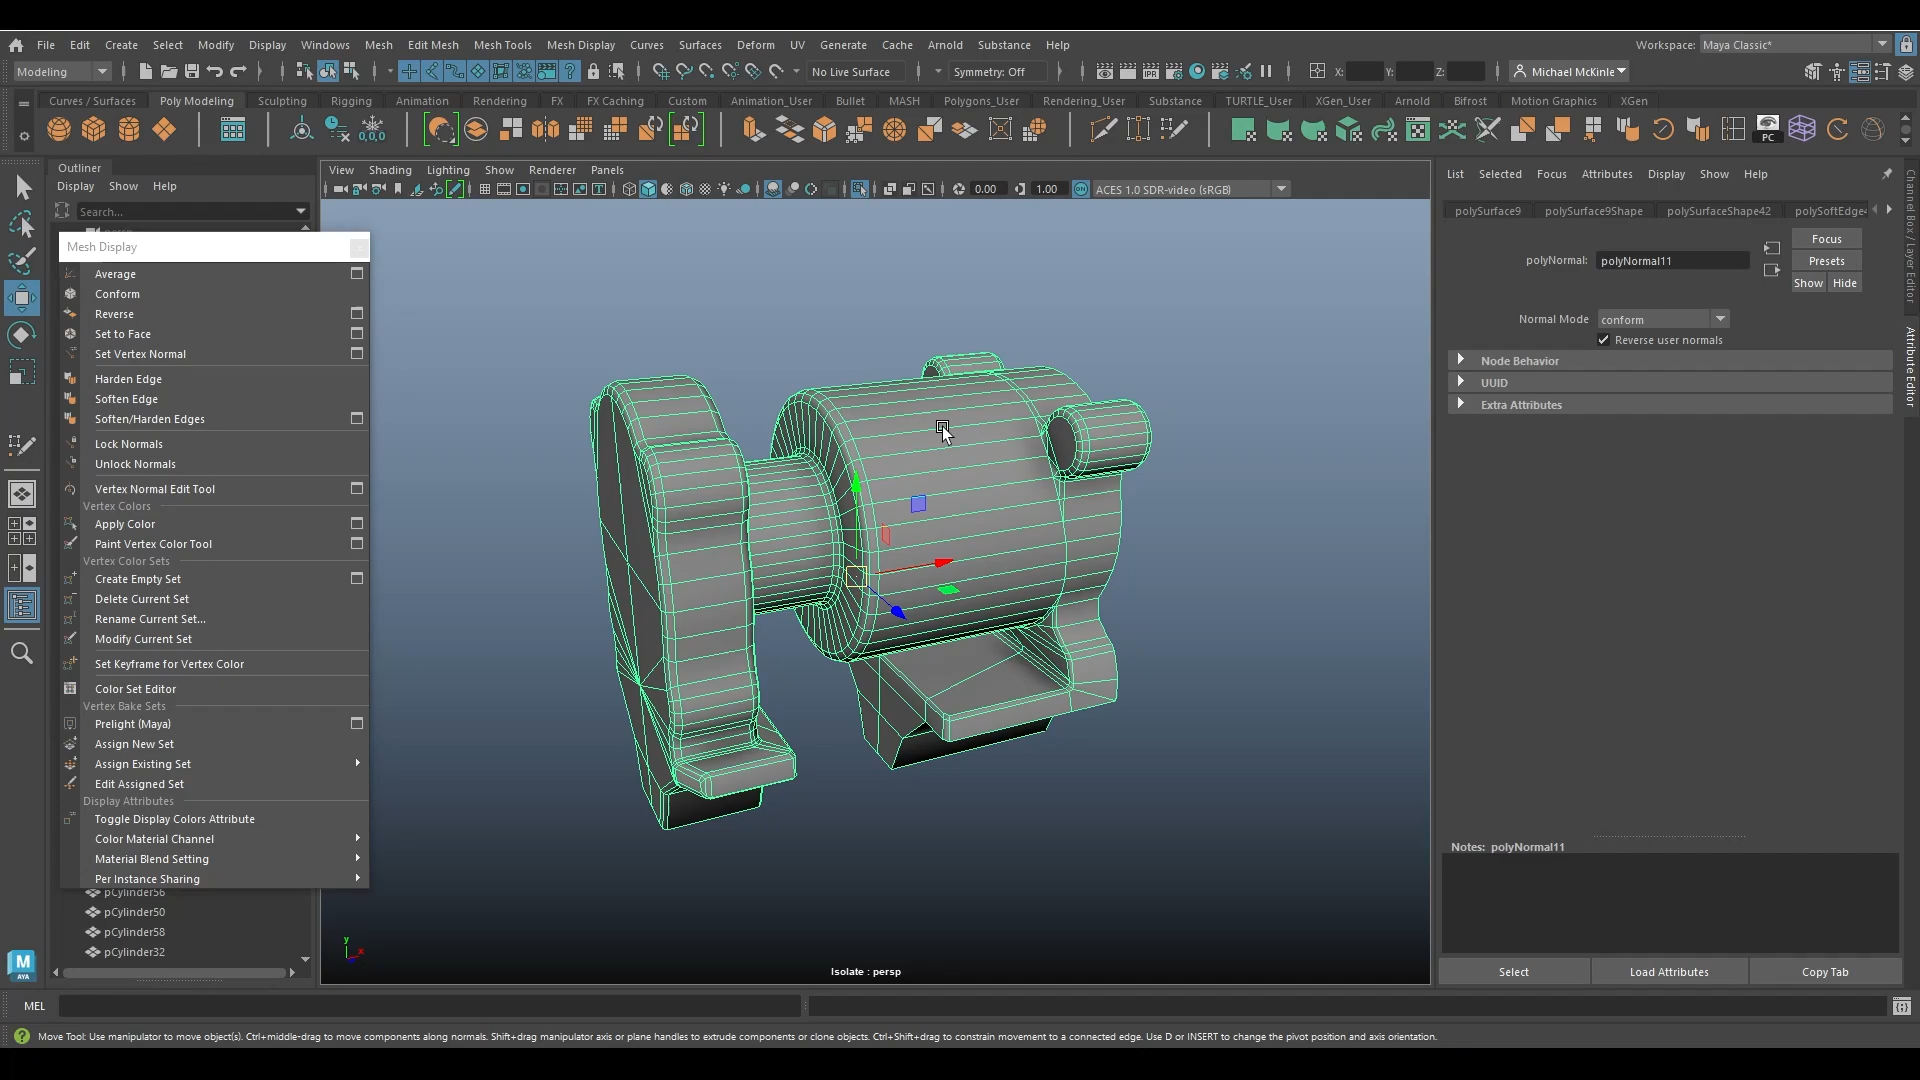 File Edit Create Select Modify Display Windows Mesh Edit Mesh Mesh Tools Mesh Display Curves Surfaces Deform UV Generate Cache Arnold Substance Help
Workspace: Maya Classic*
Modeling
No Live Surface
Symmetry: Off
X:
Y:
Z:
Michael McKinle
Curves / Surfaces Poly Modeling Sculpting Rigging Animation Rendering FX FX Caching Custom Animation_User Bullet MASH Polygons_User Rendering_User Substance TURTLE_User XGen_User Arnold Bifrost Motion Graphics XGen
PC
Outliner
Display Show Help
Search...
Mesh Display
Average
Conform
Reverse
Set to Face
Set Vertex Normal
Harden Edge
Soften Edge
Soften/Harden Edges
Lock Normals
Unlock Normals
Vertex Normal Edit Tool
Vertex Colors
Apply Color
Paint Vertex Color Tool
Vertex Color Sets
Create Empty Set
Delete Current Set
Rename Current Set...
Modify Current Set
Set Keyframe for Vertex Color
Color Set Editor
Vertex Bake Sets
Prelight (Maya)
Assign New Set
Assign Existing Set
Edit Assigned Set
Display Attributes
Toggle Display Colors Attribute
Color Material Channel
Material Blend Setting
Per Instance Sharing
pCylinder56
pCylinder50
pCylinder58
pCylinder32
View Shading Lighting Show Renderer Panels
0.00
1.00
ON
ACES 1.0 SDR-video (sRGB)
y
x
Isolate : persp
List Selected Focus Attributes Display Show Help
polySurface9 polySurface9Shape polySurfaceShape42 polySoftEdge
polyNormal: polyNormal11
Focus
Presets
Show Hide
Normal Mode conform
Reverse user normals
Node Behavior
UUID
Extra Attributes
Notes: polyNormal11
Select Load Attributes Copy Tab
Channel Box / Layer Editor
Attribute Editor
M
AYA
MEL
Move Tool: Use manipulator to move object(s). Ctrl+middle-drag to move components along normals. Shift+drag manipulator axis or plane handles to extrude components or clone objects. Ctrl+Shift+drag to constrain movement to a connected edge. Use D or INSERT to change the pivot position and axis orientation.